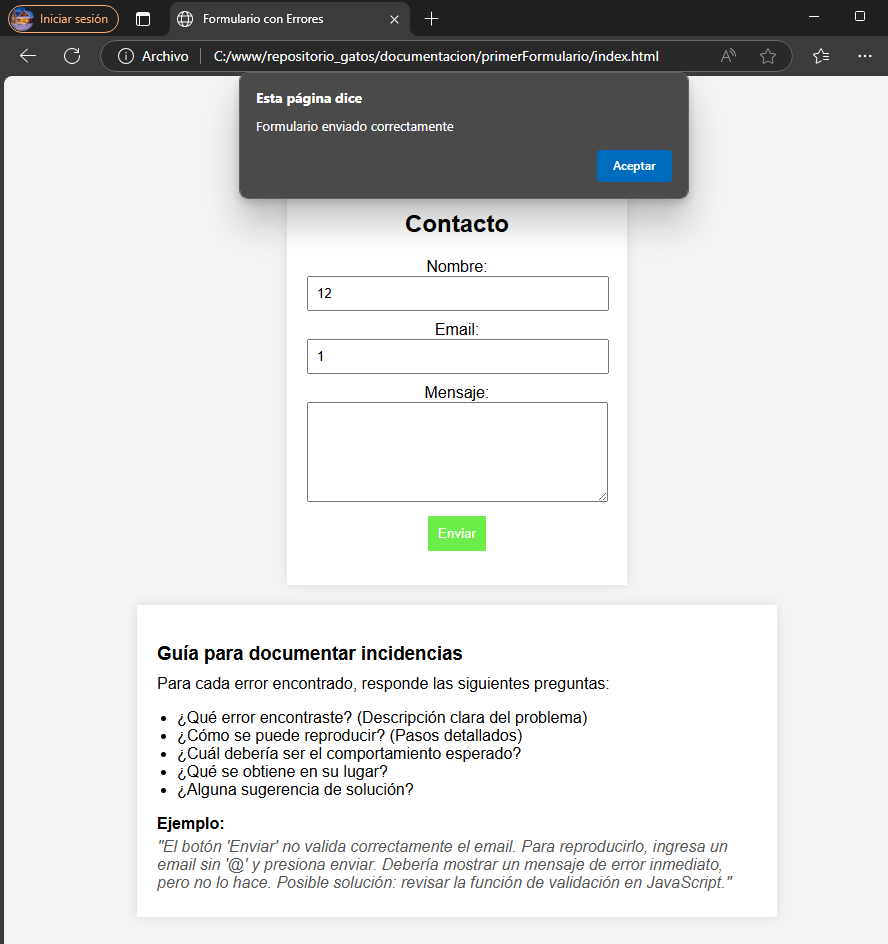 Iniciar sesión
Formulario con Errores
Archivo
C:/www/repositorio_gatos/documentacion/primerFormulario/index.html
Esta página dice
Formulario enviado correctamente
Aceptar
Contacto
Nombre:
12
Email:
1
Mensaje:
Enviar
Guía para documentar incidencias
Para cada error encontrado, responde las siguientes preguntas:
• ¿Qué error encontraste? (Descripción clara del problema)
• ¿Cómo se puede reproducir? (Pasos detallados)
• ¿Cuál debería ser el comportamiento esperado?
• ¿Qué se obtiene en su lugar?
• ¿Alguna sugerencia de solución?
Ejemplo:
"El botón 'Enviar' no valida correctamente el email. Para reproducirlo, ingresa un
email sin '@' y presiona enviar. Debería mostrar un mensaje de error inmediato,
pero no lo hace. Posible solución: revisar la función de validación en JavaScript."